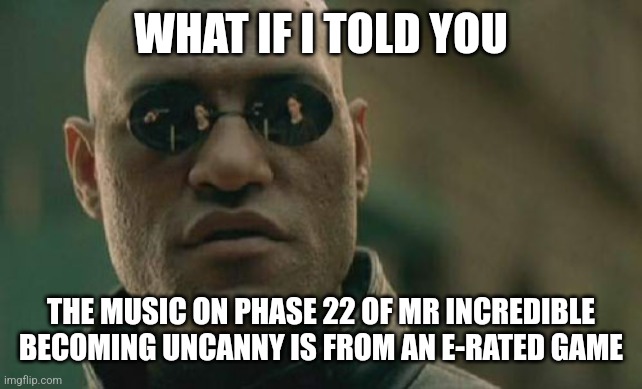 WHAT IF I TOLD YOU
THE MUSIC ON PHASE 22 OF MR INCREDIBLE
BECOMING UNCANNY IS FROM AN E-RATED GAME
imgflip.com